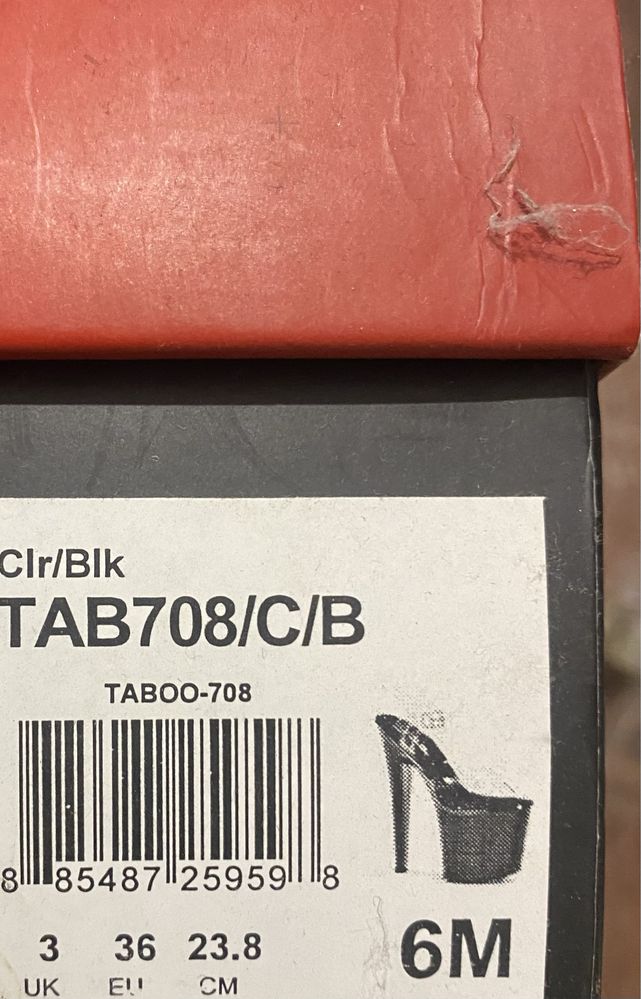 Clr/Blk
TAB708/C/B
TABOO-708
8 85487 25959 8
3 36 23.8 6M
UK EU CM